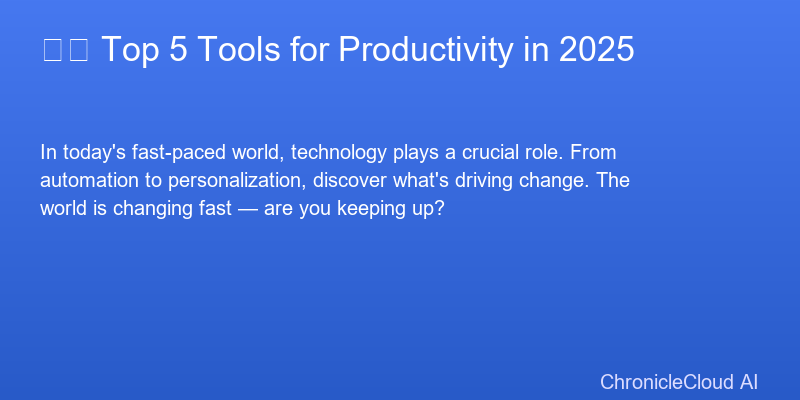 Top 5 Tools for Productivity in 2025
In today's fast-paced world, technology plays a crucial role. From
automation to personalization, discover what's driving change. The
world is changing fast — are you keeping up?
ChronicleCloud AI